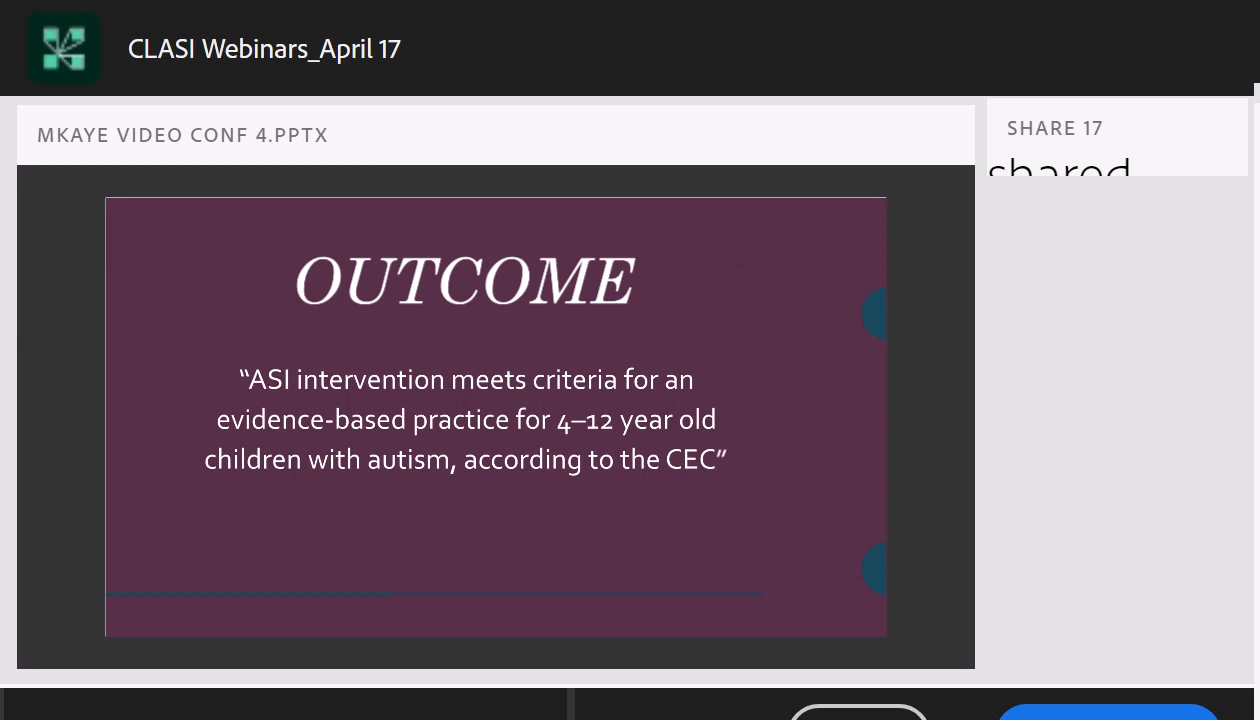 CLASI Webinars_April 17
MKAYE VIDEO CONF 4.PPTX
SHARE 17
shared
OUTCOME
“ASI intervention meets criteria for an
evidence-based practice for 4–12 year old
children with autism, according to the CEC”